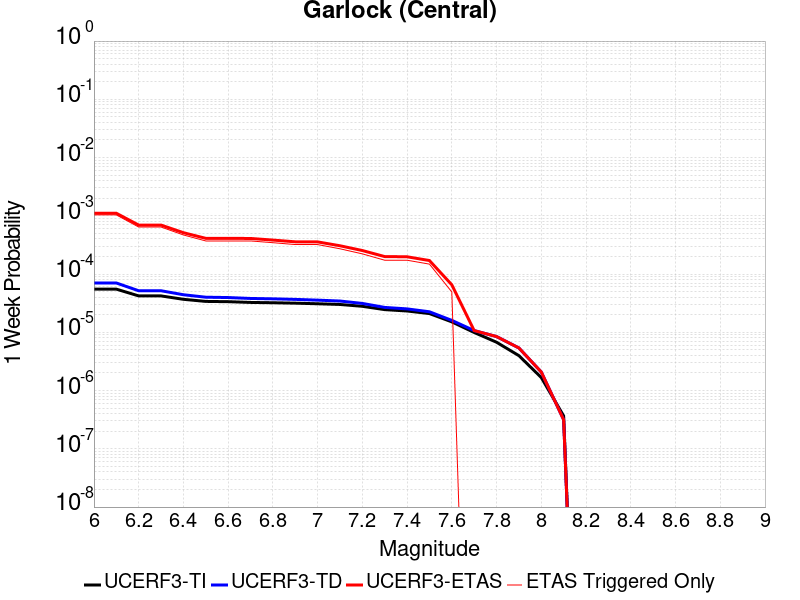 Garlock (Central)
10^0
10^-1
10^-2
10^-3
10^-4
10^-5
10^-6
10^-7
10^-8
1 Week Probability
6 6.2 6.4 6.6 6.8 7 7.2 7.4 7.6 7.8 8 8.2 8.4 8.6 8.8 9
Magnitude
UCERF3-TI UCERF3-TD UCERF3-ETAS ETAS Triggered Only